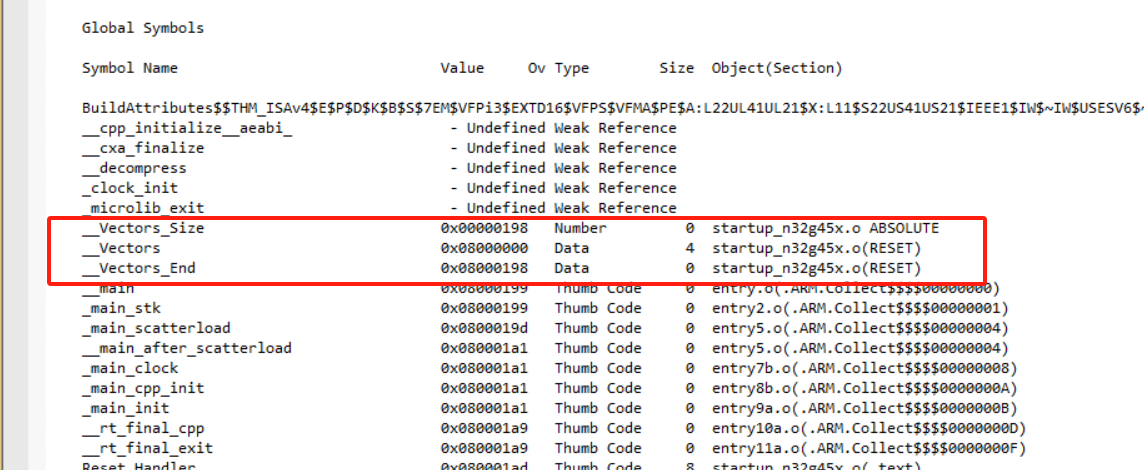 Global Symbols
Symbol Name Value Ov Type Size Object(Section)
BuildAttributes$$THM_ISAv4$E$P$D$K$B$S$7EM$VFPi3$EXTD16$VFPS$VFMA$PE$A:L22UL41UL21$X:L11$S22US41US21$IEEE1$IW$~IW$USESV6$~
__cpp_initialize__aeabi_ - Undefined Weak Reference
__cxa_finalize - Undefined Weak Reference
__decompress - Undefined Weak Reference
_clock_init - Undefined Weak Reference
_microlib_exit - Undefined Weak Reference
__Vectors_Size 0x00000198 Number 0 startup_n32g45x.o ABSOLUTE
__Vectors 0x08000000 Data 4 startup_n32g45x.o(RESET)
__Vectors_End 0x08000198 Data 0 startup_n32g45x.o(RESET)
__main 0x08000199 Thumb Code 0 entry.o(.ARM.Collect$$$$00000000)
_main_stk 0x08000199 Thumb Code 0 entry2.o(.ARM.Collect$$$$00000001)
_main_scatterload 0x0800019d Thumb Code 0 entry5.o(.ARM.Collect$$$$00000004)
__main_after_scatterload 0x080001a1 Thumb Code 0 entry5.o(.ARM.Collect$$$$00000004)
_main_clock 0x080001a1 Thumb Code 0 entry7b.o(.ARM.Collect$$$$00000008)
_main_cpp_init 0x080001a1 Thumb Code 0 entry8b.o(.ARM.Collect$$$$0000000A)
_main_init 0x080001a1 Thumb Code 0 entry9a.o(.ARM.Collect$$$$0000000B)
__rt_final_cpp 0x080001a9 Thumb Code 0 entry10a.o(.ARM.Collect$$$$0000000D)
__rt_final_exit 0x080001a9 Thumb Code 0 entry11a.o(.ARM.Collect$$$$0000000F)
Reset_Handler 0x080001ad Thumb Code 8 startup_n32g45x.o(.text)